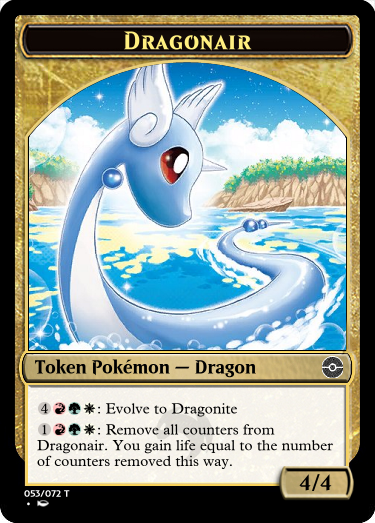 DRAGONAIR
Token Pokémon — Dragon
4: Evolve to Dragonite
1: Remove all counters from
Dragonair. You gain life equal to the number
of counters removed this way.
4/4
053/072 T